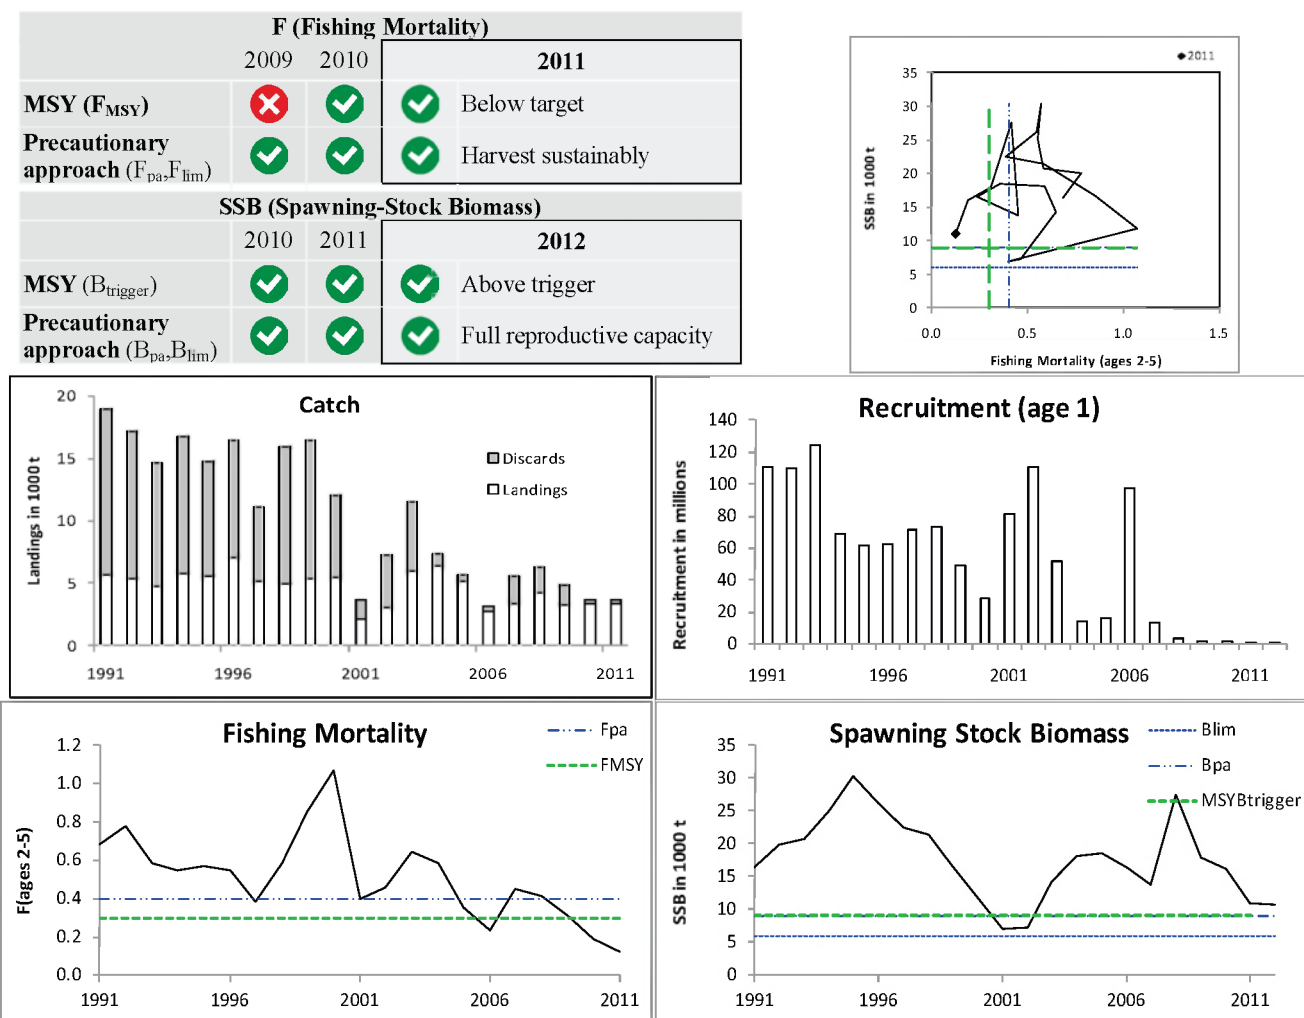 F (Fishing Mortality)
2009 2010 2011
MSY (FMSY) Below target
Precautionary
approach (Fpa,Flim) Harvest sustainably
SSB (Spawning-Stock Biomass)
2010 2011 2012
MSY (Btrigger) Above trigger
Precautionary
approach (Bpa,Blim) Full reproductive capacity
2011
35
30
25
20
15
10
5
0
SSB in 1000 t
0.0 0.5 1.0 1.5
Fishing Mortality (ages 2-5)
Catch
20
15
10
5
0
Landings in 1000 t
Discards
Landings
1991 1996 2001 2006 2011
Recruitment (age 1)
140
120
100
80
60
40
20
0
Recruitment in millions
1991 1996 2001 2006 2011
Fishing Mortality
Fpa
FMSY
1.2
1.0
0.8
0.6
0.4
0.2
0.0
F(ages 2-5)
1991 1996 2001 2006 2011
Spawning Stock Biomass
Blim
Bpa
MSYBtrigger
35
30
25
20
15
10
5
0
SSB in 1000 t
1991 1996 2001 2006 2011